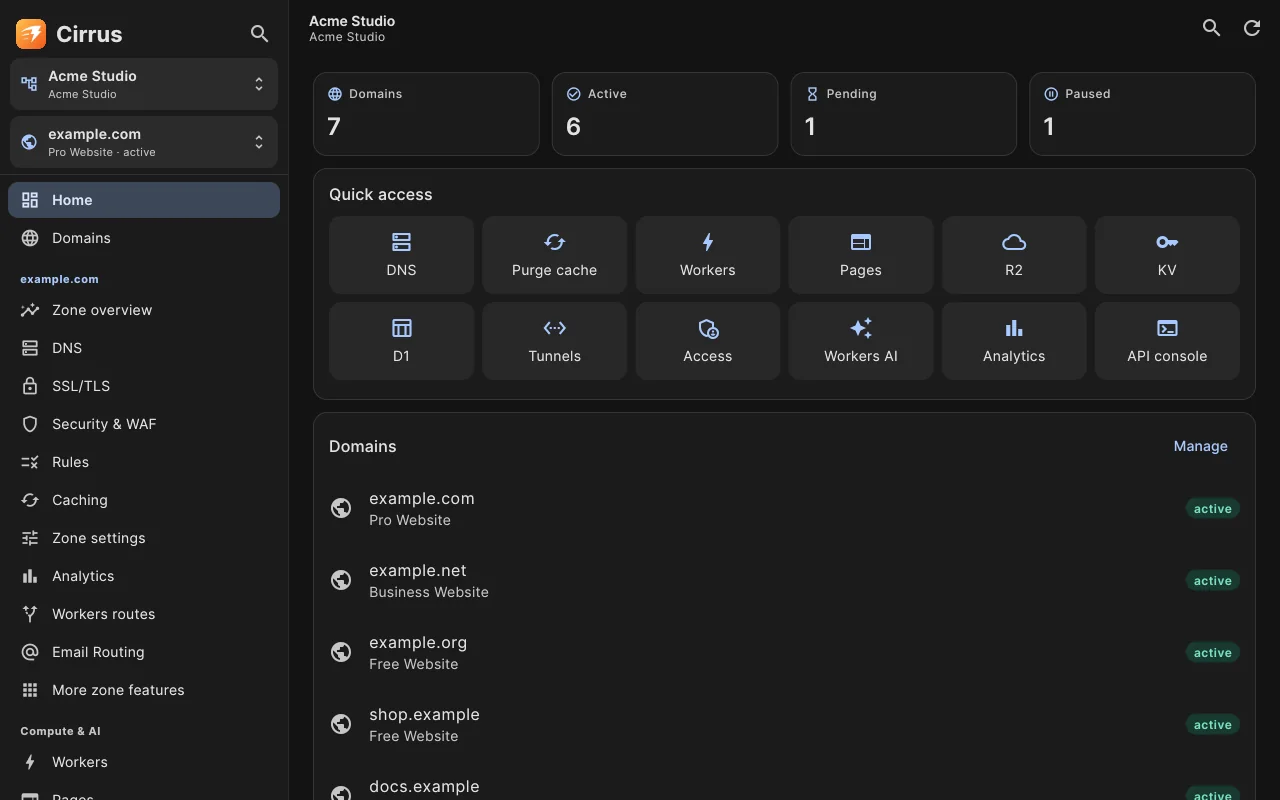 Cirrus
Acme Studio
Acme Studio
example.com
Pro Website · active
Home
Domains
example.com
Zone overview
DNS
SSL/TLS
Security & WAF
Rules
Caching
Zone settings
Analytics
Workers routes
Email Routing
More zone features
Compute & AI
Workers
Pages
Acme Studio
Acme Studio
Domains
7
Active
6
Pending
1
Paused
1
Quick access
DNS
Purge cache
Workers
Pages
R2
KV
D1
Tunnels
Access
Workers AI
Analytics
API console
Domains
Manage
example.com
Pro Website
active
example.net
Business Website
active
example.org
Free Website
active
shop.example
Free Website
active
docs.example
active